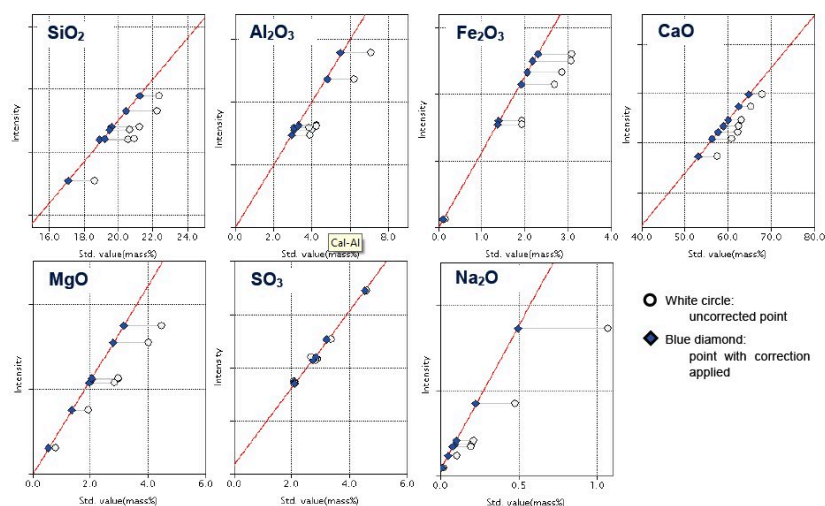 SiO₂
Intensity
15.0 18.0 21.0 24.0
Std. value(mass%)
Al₂O₃
Intensity
0.0 2.0 4.0 6.0 8.0
Std. value(mass%)
Cal-Al
Fe₂O₃
Intensity
0.0 1.0 2.0 3.0 4.0
Std. value(mass%)
CaO
Intensity
40.0 50.0 60.0 70.0 80.0
Std. value(mass%)
MgO
Intensity
0.0 2.0 4.0 6.0
Std. value(mass%)
SO₃
Intensity
0.0 2.0 4.0 6.0
Std. value(mass%)
Na₂O
Intensity
0.0 0.5 1.0
Std. value(mass%)
White circle:
uncorrected point
Blue diamond:
point with correction
applied